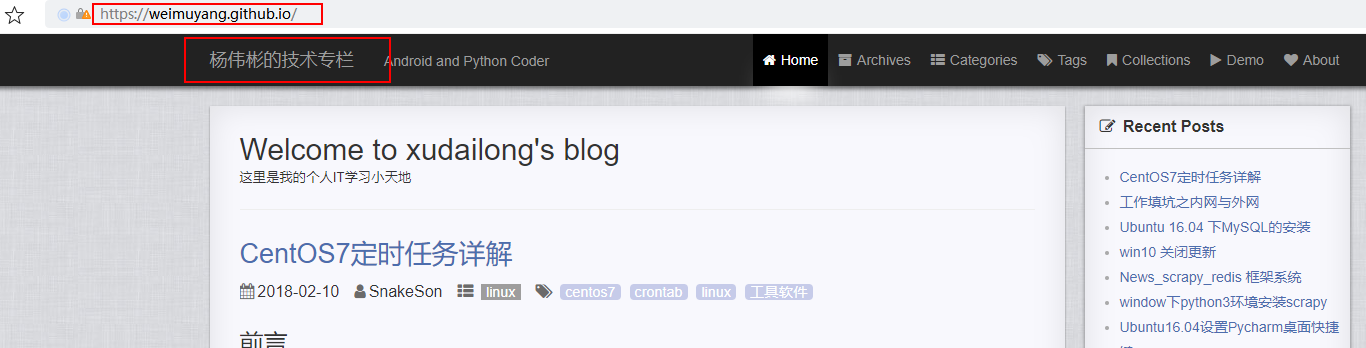 https://weimuyang.github.io/
杨伟彬的技术专栏 Android and Python Coder Home Archives Categories Tags Collections Demo About
Welcome to xudailong's blog
这里是我的个人IT学习小天地
CentOS7定时任务详解
2018-02-10 SnakeSon linux centos7 crontab linux 工具软件
前言
Recent Posts
CentOS7定时任务详解
工作填坑之内网与外网
Ubuntu 16.04 下MySQL的安装
win10 关闭更新
News_scrapy_redis 框架系统
window下python3环境安装scrapy
Ubuntu16.04设置Pycharm桌面快捷